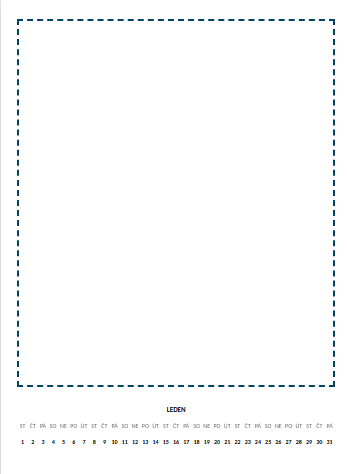 LEDEN
ST ČT PÁ SO NE PO ÚT ST ČT PÁ SO NE PO ÚT ST ČT PÁ SO NE PO ÚT ST ČT PÁ SO NE PO ÚT ST ČT PÁ
1 2 3 4 5 6 7 8 9 10 11 12 13 14 15 16 17 18 19 20 21 22 23 24 25 26 27 28 29 30 31